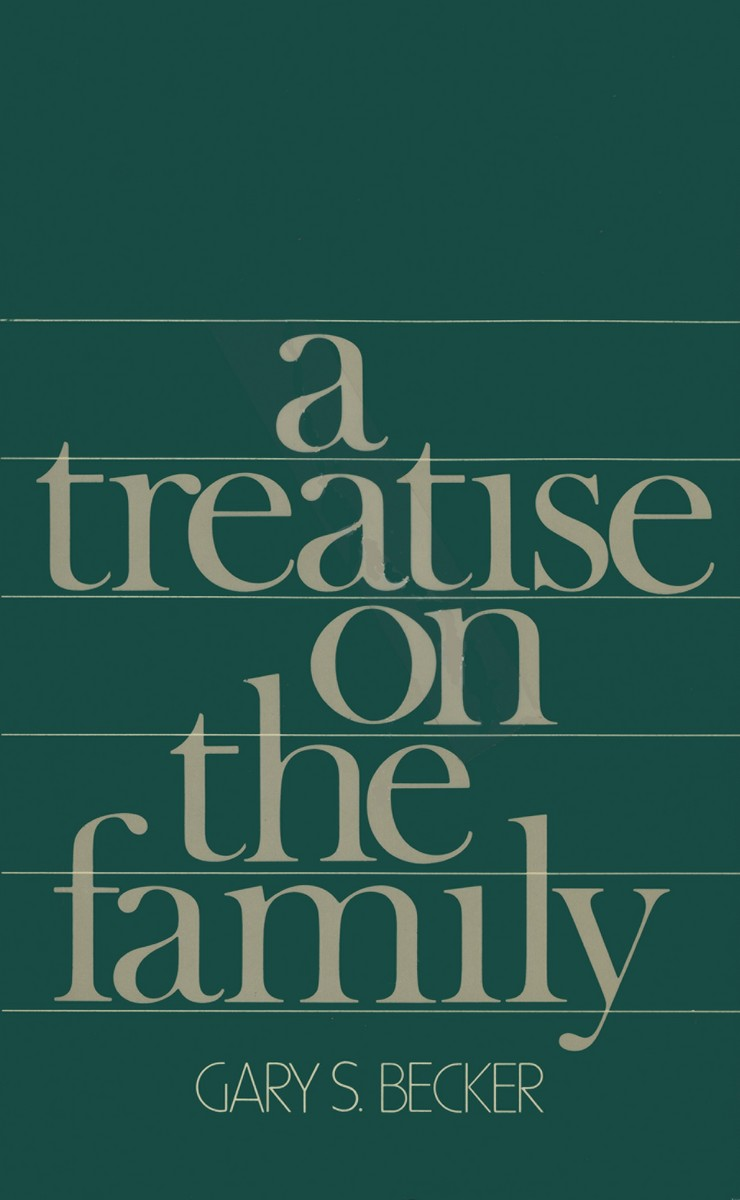 a
treatise
on
the
family
GARY S. BECKER